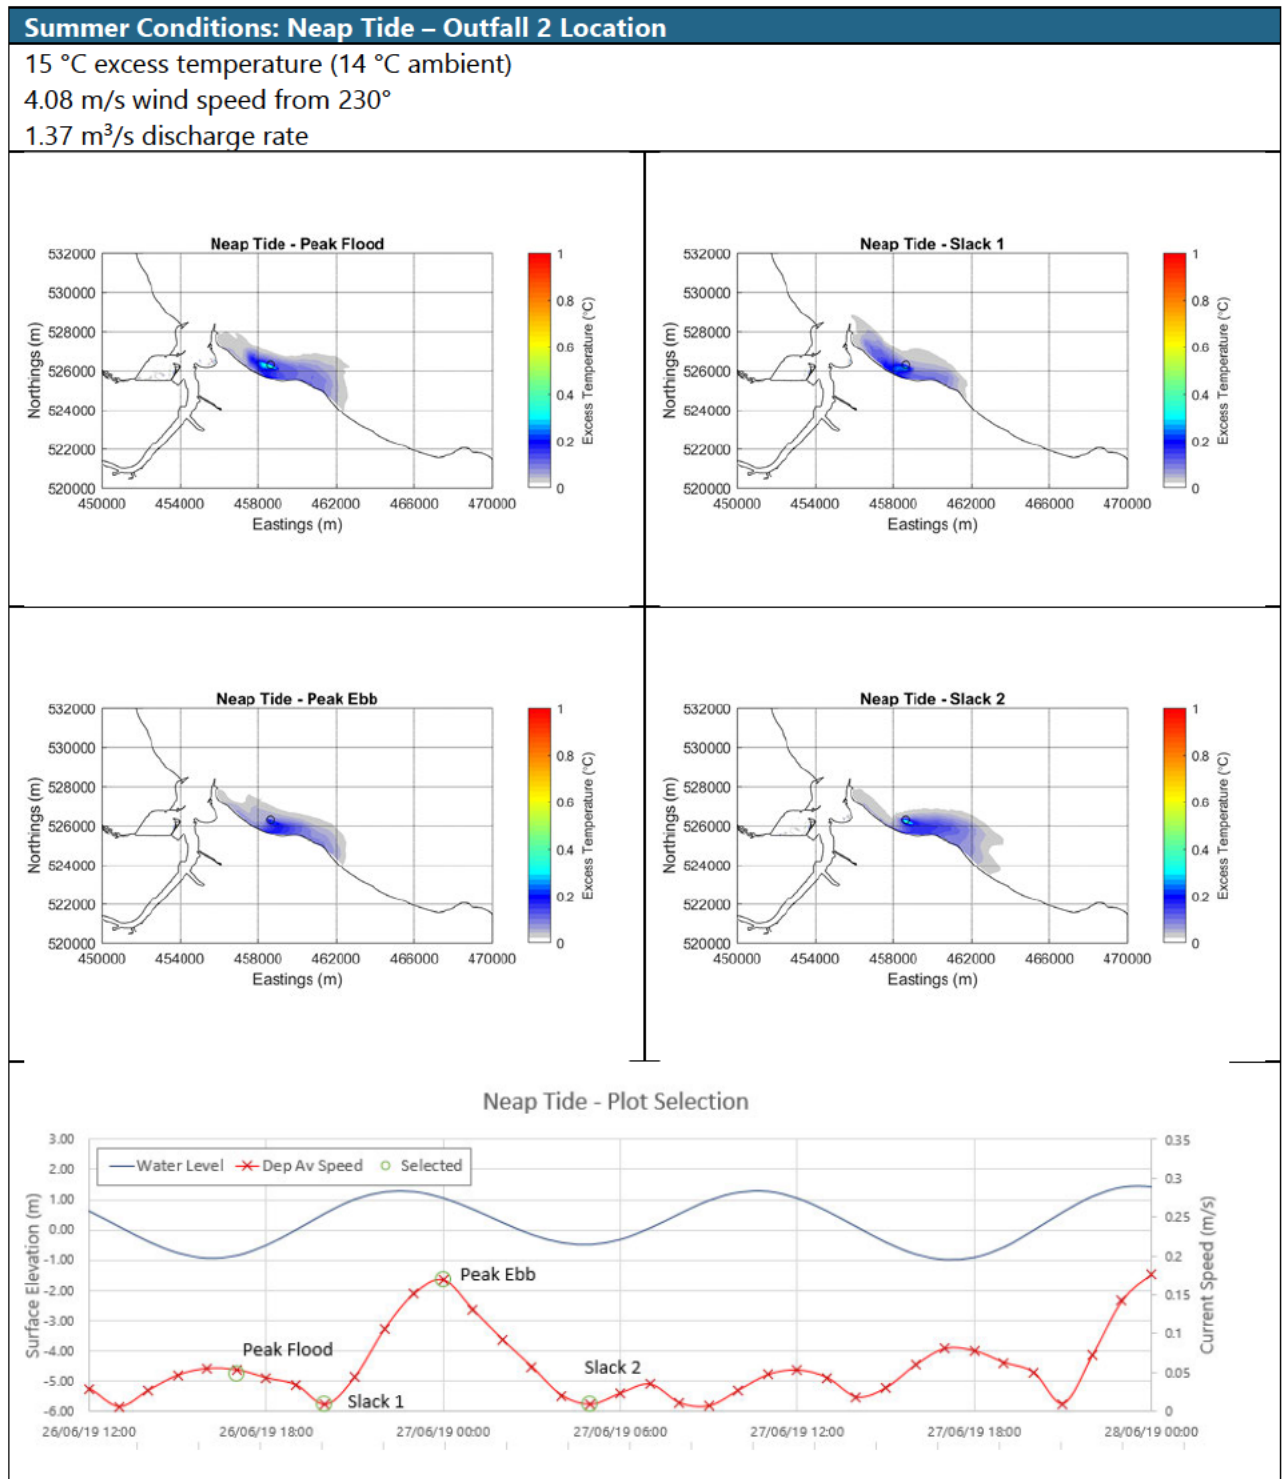 Summer Conditions: Neap Tide – Outfall 2 Location
15 °C excess temperature (14 °C ambient)
4.08 m/s wind speed from 230°
1.37 m³/s discharge rate
Neap Tide - Peak Flood
532000
530000
528000
526000
524000
522000
520000
Northings (m)
450000 454000 458000 462000 466000 470000
Eastings (m)
1
0.8
0.6
0.4
0.2
0
Excess Temperature (°C)
Neap Tide - Slack 1
532000
530000
528000
526000
524000
522000
520000
Northings (m)
450000 454000 458000 462000 466000 470000
Eastings (m)
1
0.8
0.6
0.4
0.2
0
Excess Temperature (°C)
Neap Tide - Peak Ebb
532000
530000
528000
526000
524000
522000
520000
Northings (m)
450000 454000 458000 462000 466000 470000
Eastings (m)
1
0.8
0.6
0.4
0.2
0
Excess Temperature (°C)
Neap Tide - Slack 2
532000
530000
528000
526000
524000
522000
520000
Northings (m)
450000 454000 458000 462000 466000 470000
Eastings (m)
1
0.8
0.6
0.4
0.2
0
Excess Temperature (°C)
Neap Tide - Plot Selection
3.00
2.00
1.00
0.00
-1.00
-2.00
-3.00
-4.00
-5.00
-6.00
Surface Elevation (m)
Water Level Dep Av Speed Selected
Peak Ebb
Peak Flood
Slack 1
Slack 2
0.35
0.3
0.25
0.2
0.15
0.1
0.05
0
Current Speed (m/s)
26/06/19 12:00 26/06/19 18:00 27/06/19 00:00 27/06/19 06:00 27/06/19 12:00 27/06/19 18:00 28/06/19 00:00